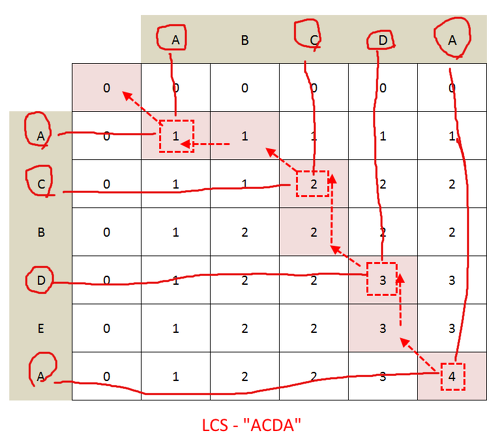 A B C D A
0 0 0 0 0 0
A 0 1 1 1 1 1
C 0 1 1 2 2 2
B 0 1 2 2 2 2
D 0 1 2 2 3 3
E 0 1 2 2 3 3
A 0 1 2 2 3 4
LCS - "ACDA"